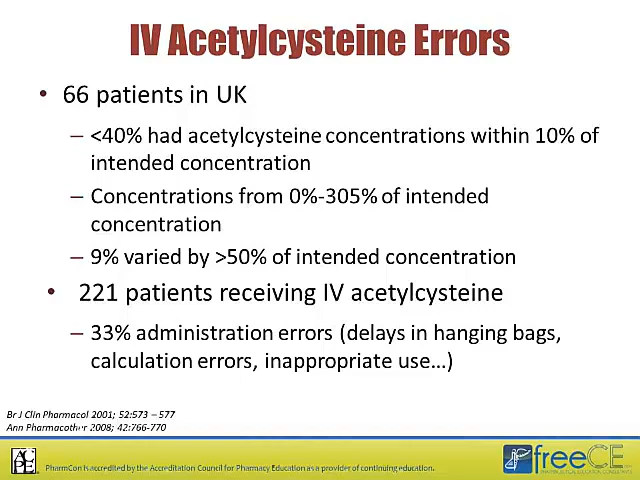 IV Acetylcysteine Errors
• 66 patients in UK
– <40% had acetylcysteine concentrations within 10% of
intended concentration
– Concentrations from 0%-305% of intended
concentration
– 9% varied by >50% of intended concentration
• 221 patients receiving IV acetylcysteine
– 33% administration errors (delays in hanging bags,
calculation errors, inappropriate use…)
Br J Clin Pharmacol 2001; 52:573 – 577
Ann Pharmacother 2008; 42:766-770
PharmCon is accredited by the Accreditation Council for Pharmacy Education as a provider of continuing education.
freeCE